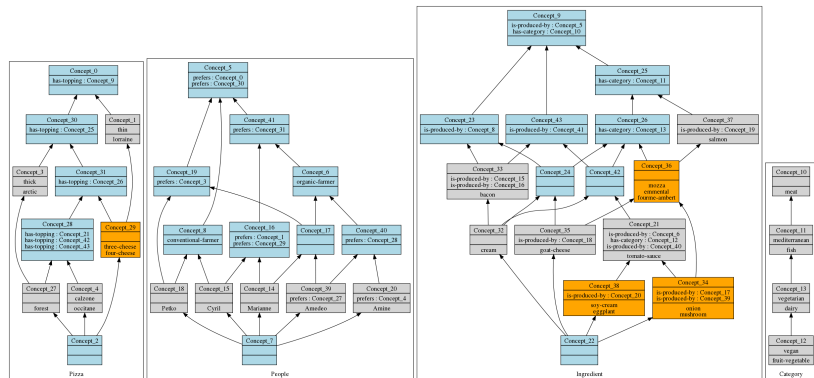 Concept_0
has-topping : Concept_9
Concept_30
has-topping : Concept_25
Concept_1
thin
lorraine
Concept_3
thick
arctic
Concept_31
has-topping : Concept_26
Concept_28
has-topping : Concept_21
has-topping : Concept_42
has-topping : Concept_43
Concept_29
three-cheese
four-cheese
Concept_27
forest
Concept_4
calzone
occitane
Concept_2
Pizza
Concept_5
prefers : Concept_0
prefers : Concept_30
Concept_41
prefers : Concept_31
Concept_19
prefers : Concept_3
Concept_6
organic-farmer
Concept_8
conventional-farmer
Concept_16
prefers : Concept_1
prefers : Concept_29
Concept_17
Concept_40
prefers : Concept_28
Concept_18
Petko
Concept_15
Cyril
Concept_14
Marianne
Concept_39
prefers : Concept_27
Amedeo
Concept_20
prefers : Concept_4
Amine
Concept_7
People
Concept_9
is-produced-by : Concept_5
has-category : Concept_10
Concept_25
has-category : Concept_11
Concept_23
is-produced-by : Concept_8
Concept_43
is-produced-by : Concept_41
Concept_26
has-category : Concept_13
Concept_37
is-produced-by : Concept_19
salmon
Concept_33
is-produced-by : Concept_15
is-produced-by : Concept_16
bacon
Concept_24
Concept_42
Concept_36
mozza
emmental
fourme-ambert
Concept_32
cream
Concept_35
is-produced-by : Concept_18
goat-cheese
Concept_21
is-produced-by : Concept_6
has-category : Concept_12
is-produced-by : Concept_40
tomato-sauce
Concept_38
is-produced-by : Concept_20
soy-cream
eggplant
Concept_34
is-produced-by : Concept_17
is-produced-by : Concept_39
onion
mushroom
Concept_22
Ingredient
Concept_10
meat
Concept_11
mediterranean
fish
Concept_13
vegetarian
dairy
Concept_12
vegan
fruit-vegetable
Category